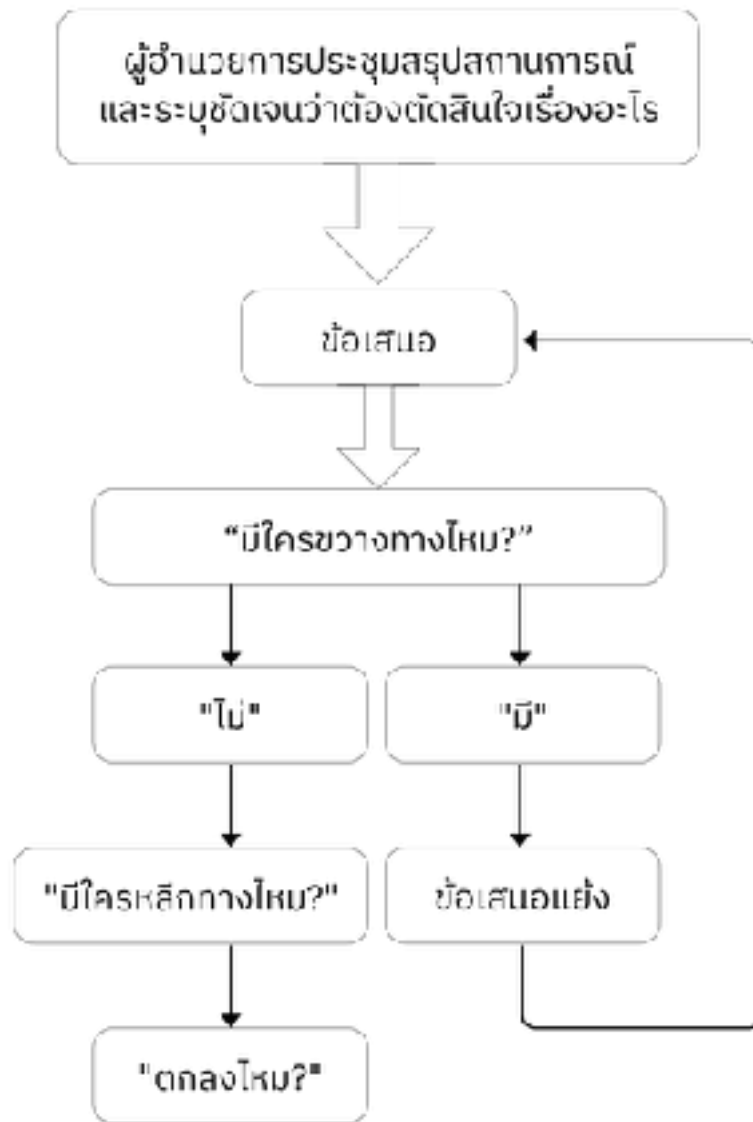 ผู้อำนวยการประชุมสรุปสถานการณ์
และระบุชัดเจนว่าต้องตัดสินใจเรื่องอะไร
ข้อเสนอ
“มีใครขวางทางไหม?”
"ไม่"
"มี"
"มีใครหลีกทางไหม?"
ข้อเสนอแย้ง
"ตกลงไหม?"